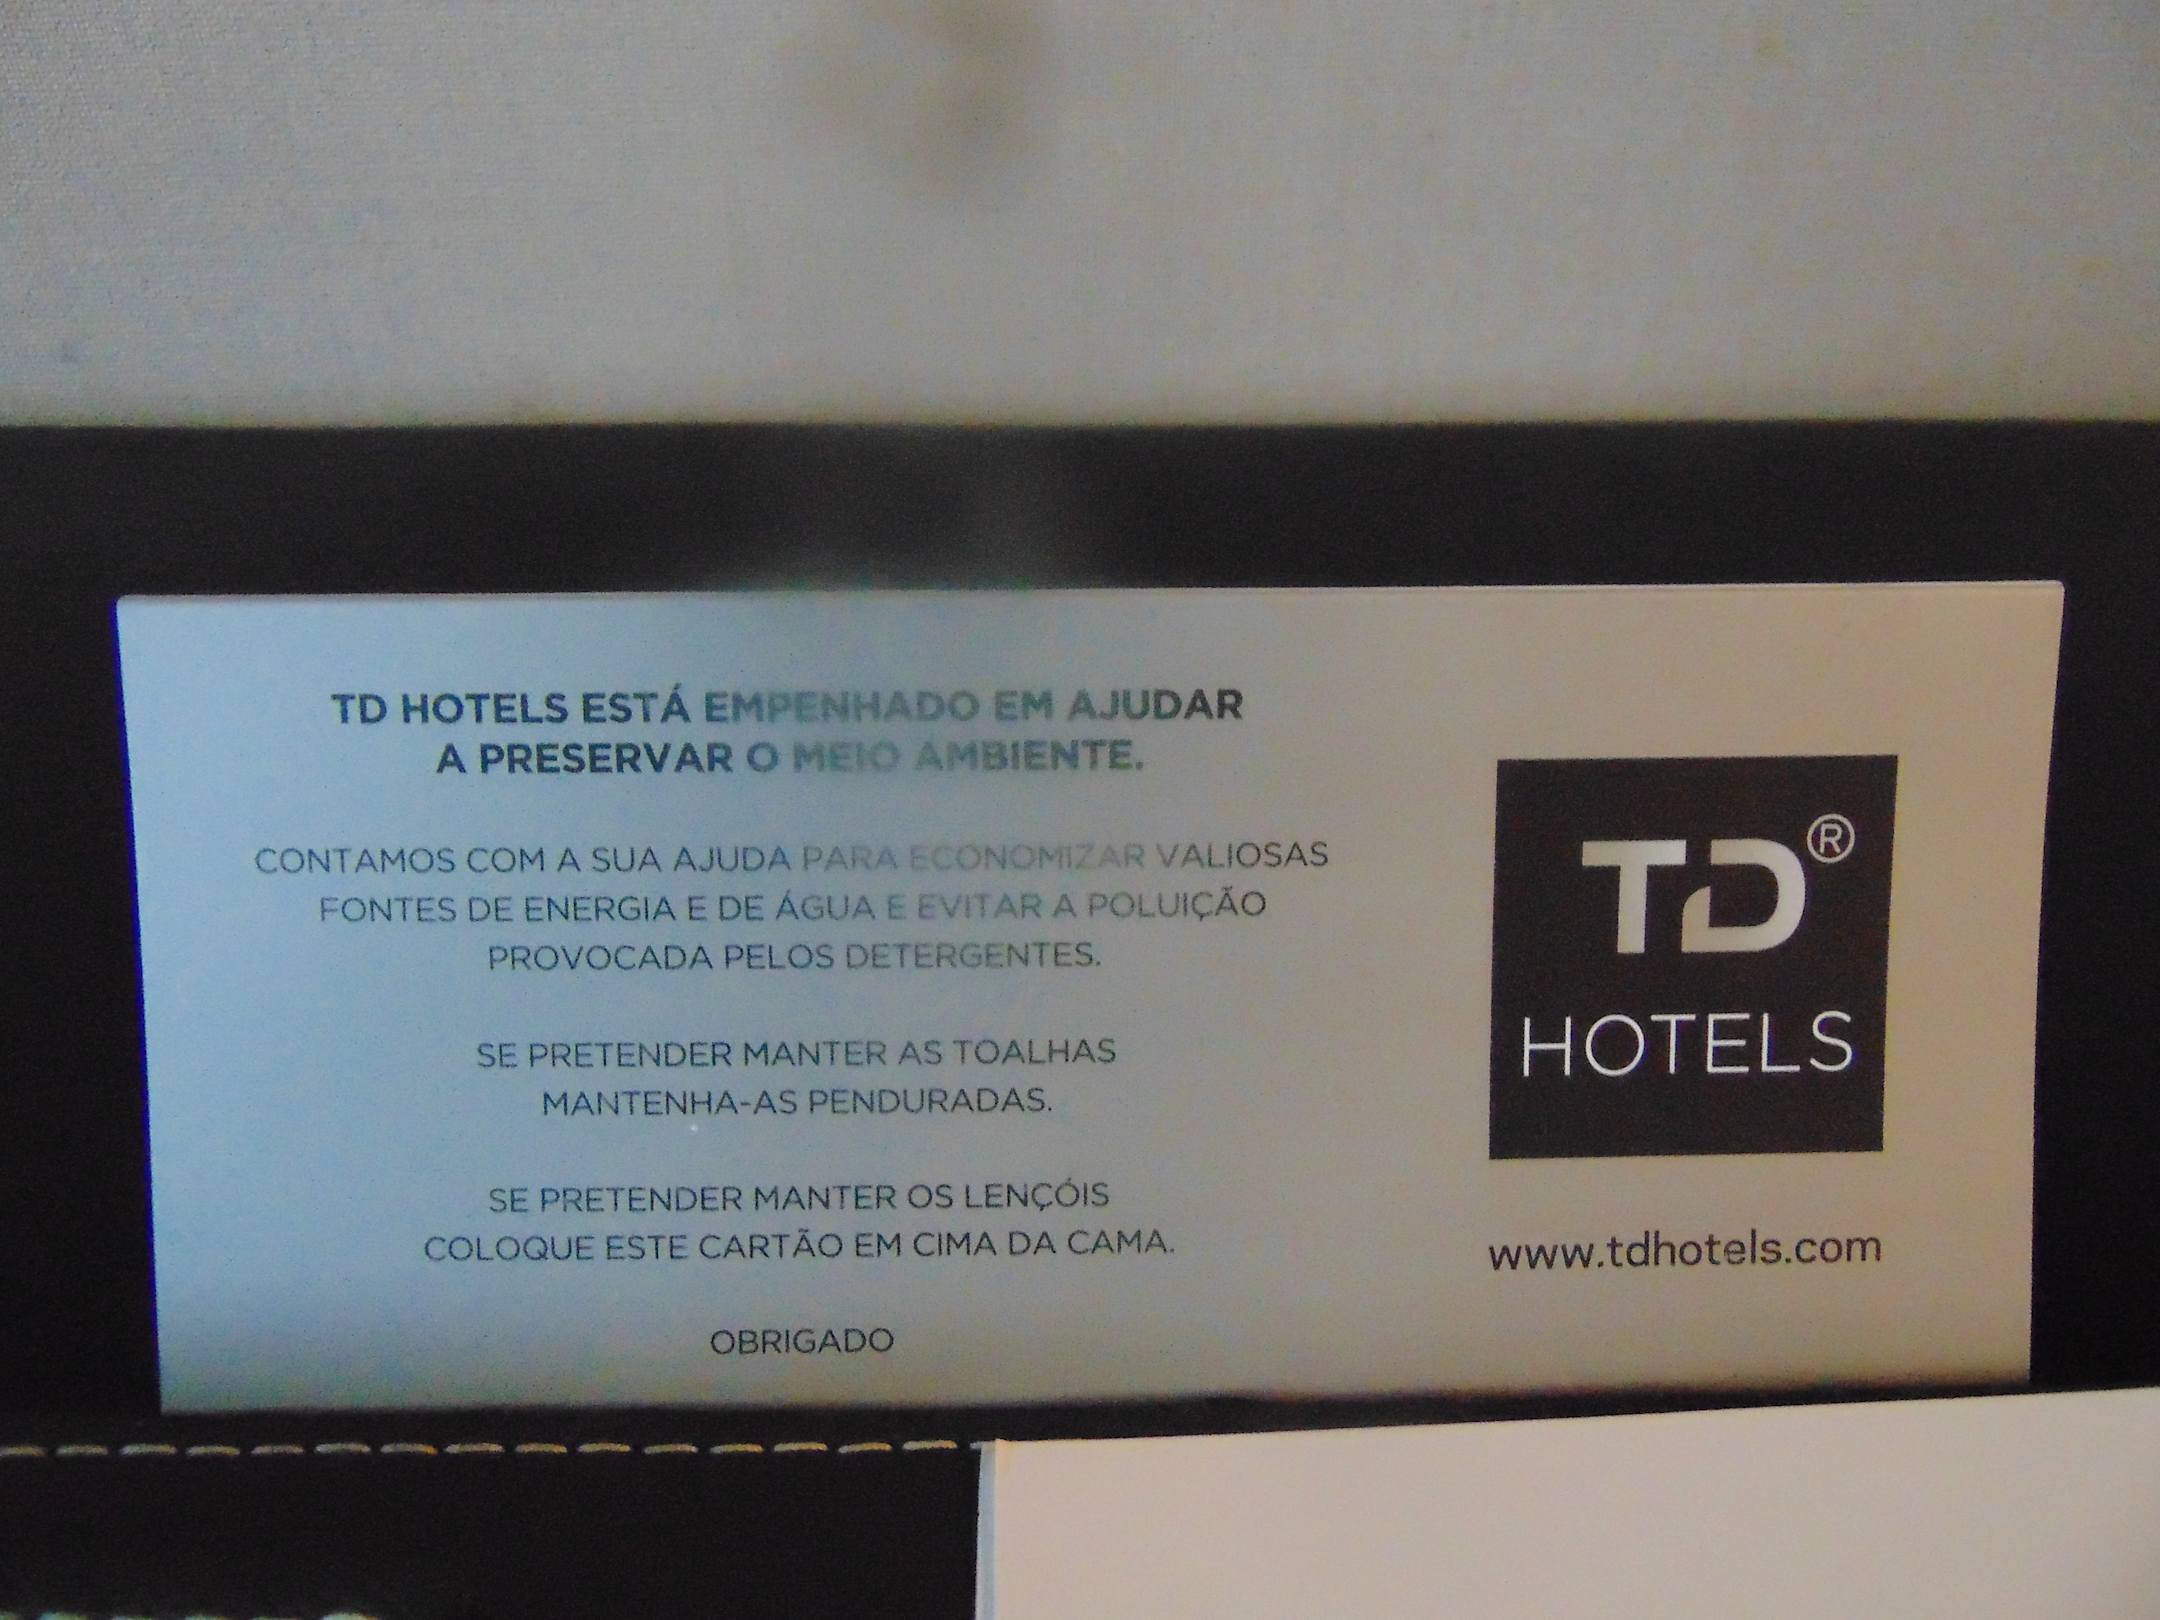 TD HOTELS ESTÁ EMPENHADO EM AJUDAR
A PRESERVAR O MEIO AMBIENTE.
CONTAMOS COM A SUA AJUDA PARA ECONOMIZAR VALIOSAS
FONTES DE ENERGIA E DE ÁGUA E EVITAR A POLUIÇÃO
PROVOCADA PELOS DETERGENTES.
SE PRETENDER MANTER AS TOALHAS
MANTENHA-AS PENDURADAS.
SE PRETENDER MANTER OS LENÇÓIS
COLOQUE ESTE CARTÃO EM CIMA DA CAMA.
OBRIGADO
TD®
HOTELS
www.tdhotels.com